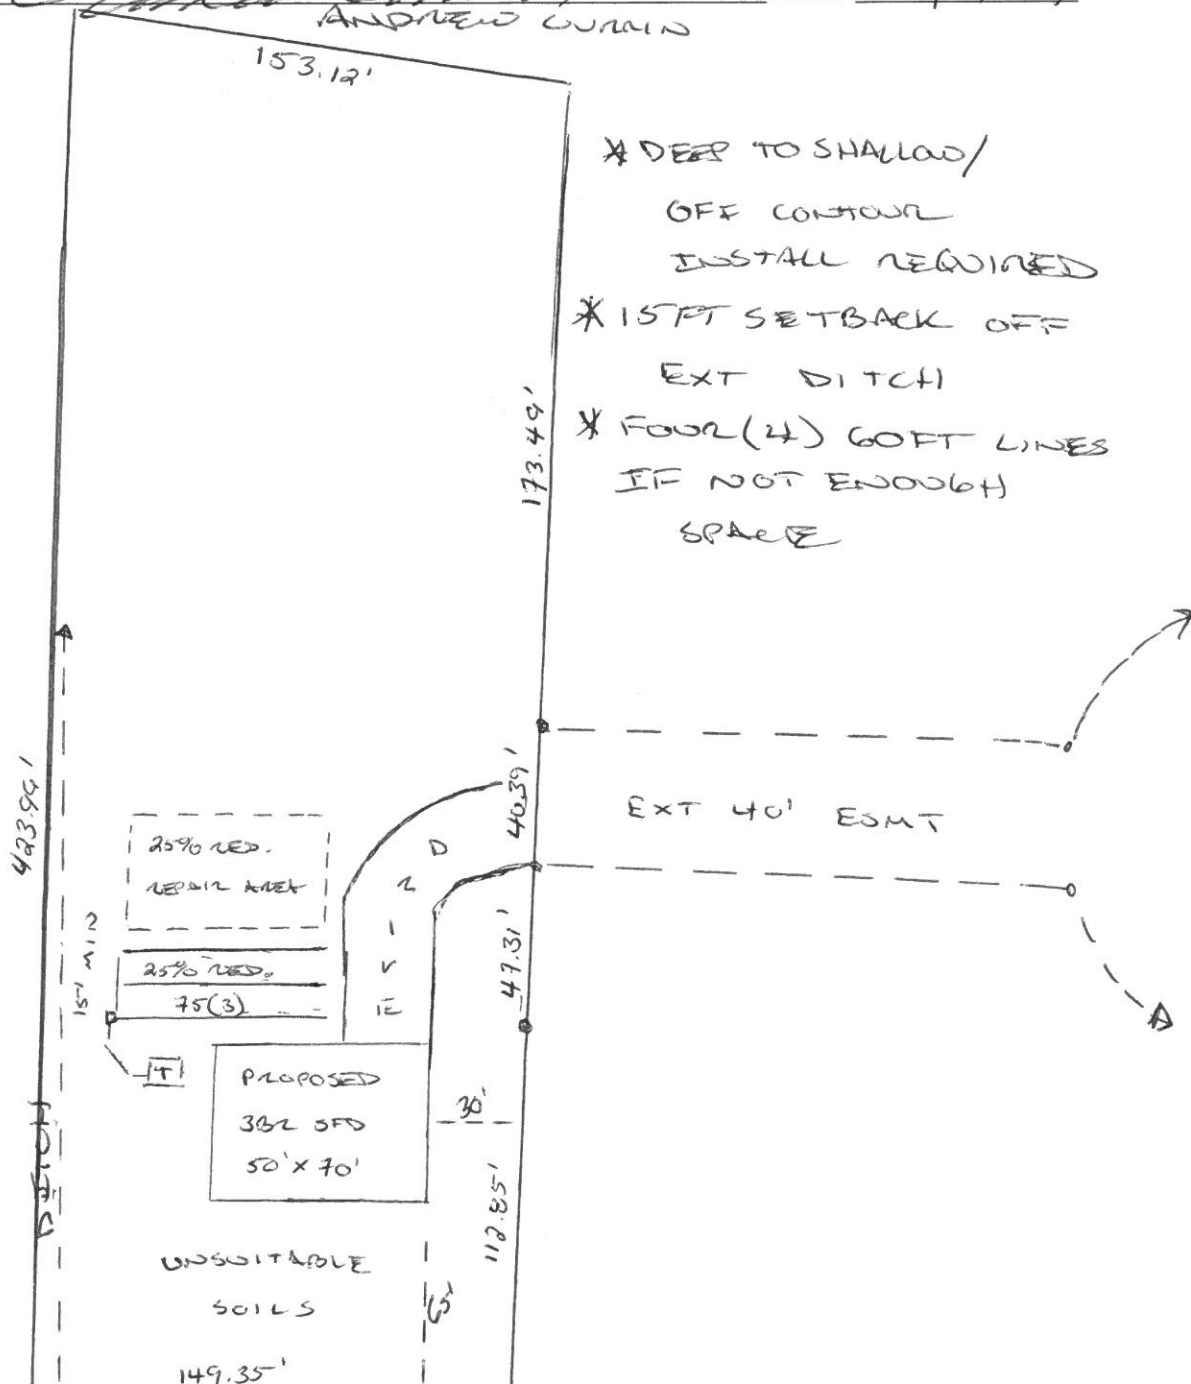 ANDREW CURRIN
153.12'
* DEEP TO SHALLOW/
OFF CONTOUR
INSTALL REQUIRED
* 15FT SETBACK OFF
EXT DITCH
* FOUR (4) 60FT LINES
IF NOT ENOUGH
SPACE
173.49'
423.94'
40.39'
EXT 40' ESMT
DRIVE
25% RED.
REPAIR AREA
15' MIN
25% RED.
75(3)
47.31'
T
PROPOSED
3BR SFD
50' X 70'
30'
DITCH
112.85'
UNSUITABLE
SOILS
65'
149.35'